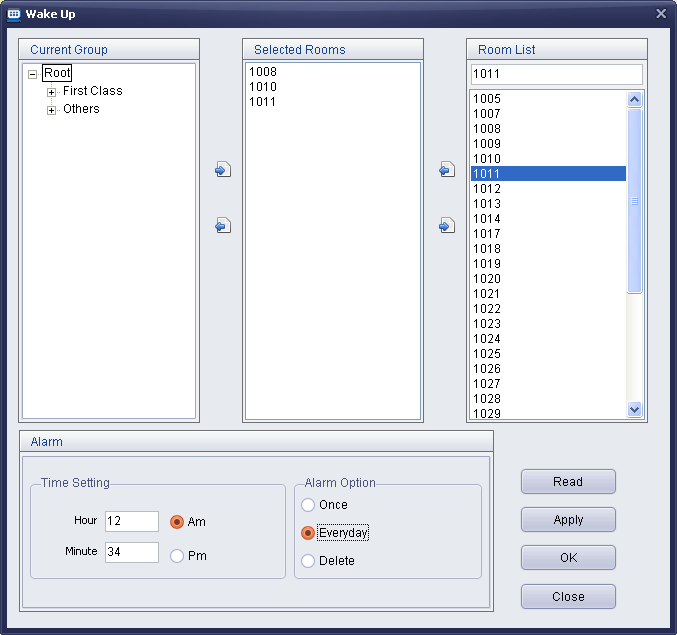 Wake Up
Current Group
Root
First Class
Others
Selected Rooms
1008
1010
1011
Room List
1011
1005
1007
1008
1009
1010
1011
1012
1013
1014
1017
1018
1019
1020
1021
1022
1023
1024
1025
1026
1027
1028
1029
Alarm
Time Setting
Hour 12 Am
Minute 34 Pm
Alarm Option
Once
Everyday
Delete
Read
Apply
OK
Close